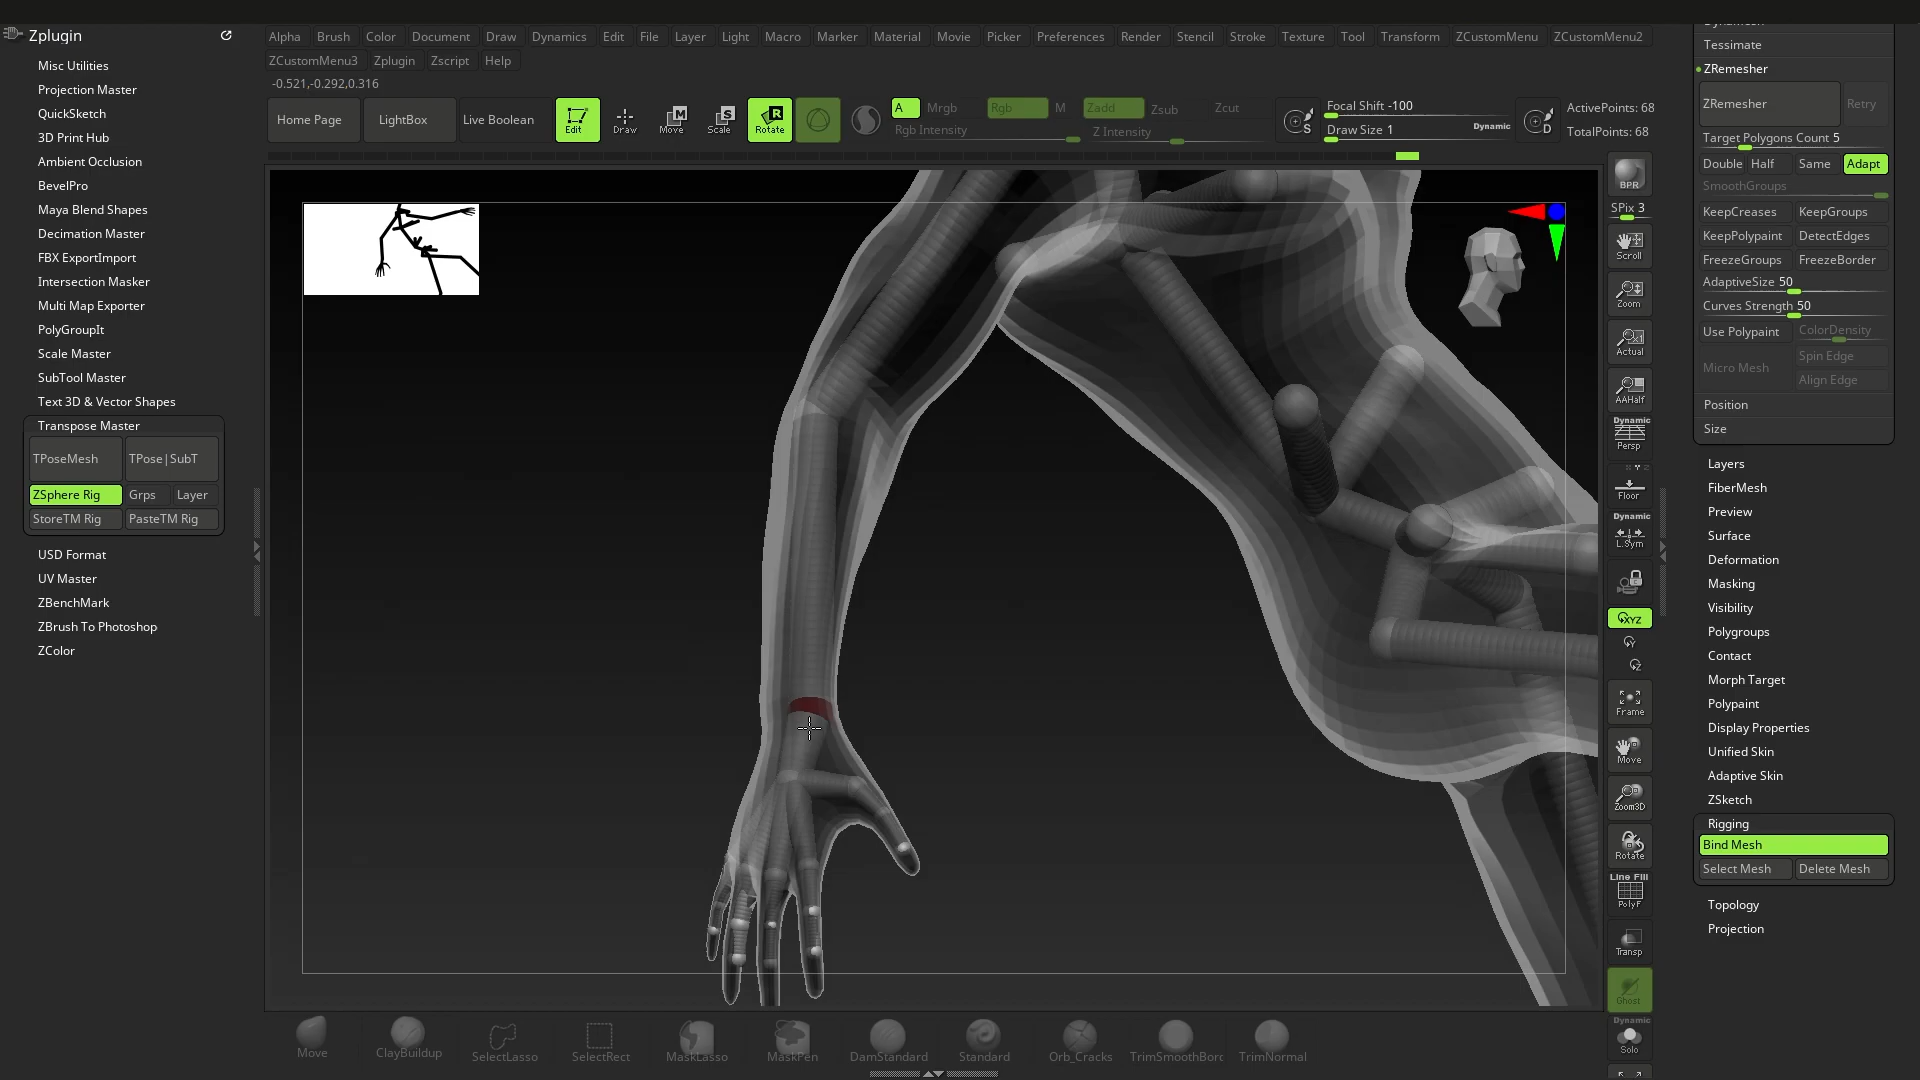 Zplugin
Misc Utilities
Projection Master
QuickSketch
3D Print Hub
Ambient Occlusion
BevelPro
Maya Blend Shapes
Decimation Master
FBX ExportImport
Intersection Masker
Multi Map Exporter
PolyGroupIt
Scale Master
SubTool Master
Text 3D & Vector Shapes
Transpose Master
TPoseMesh TPose|SubT
ZSphere Rig Grps Layer
StoreTM Rig PasteTM Rig
USD Format
UV Master
ZBenchMark
ZBrush To Photoshop
ZColor
Alpha Brush Color Document Draw Dynamics Edit File Layer Light Macro Marker Material Movie Picker Preferences Render Stencil Stroke Texture Tool Transform ZCustomMenu ZCustomMenu2
ZCustomMenu3 Zplugin Zscript Help
-0.521,-0.292,0.316
Home Page LightBox Live Boolean Edit Draw Move Scale Rotate
A Mrgb Rgb M Zadd Zsub Zcut
Rgb Intensity Z Intensity
Focal Shift -100
Draw Size 1 Dynamic
ActivePoints: 68
TotalPoints: 68
BPR
SPix 3
Scroll
Zoom
Actual
AAHalf
Dynamic
Persp
Floor
Dynamic
L.Sym
XYZ
Y
Z
Frame
Move
Zoom3D
Rotate
Line Fill
PolyF
Transp
Ghost
Dynamic
Solo
Tessimate
ZRemesher
ZRemesher Retry
Target Polygons Count 5
Double Half Same Adapt
SmoothGroups
KeepCreases KeepGroups
KeepPolypaint DetectEdges
FreezeGroups FreezeBorder
AdaptiveSize 50
Curves Strength 50
Use Polypaint ColorDensity
Micro Mesh Spin Edge
Align Edge
Position
Size
Layers
FiberMesh
Preview
Surface
Deformation
Masking
Visibility
Polygroups
Contact
Morph Target
Polypaint
Display Properties
Unified Skin
Adaptive Skin
ZSketch
Rigging
Bind Mesh
Select Mesh Delete Mesh
Topology
Projection
Move ClayBuildup SelectLasso SelectRect MaskLasso MaskPen DamStandard Standard Orb_Cracks TrimSmoothBorc TrimNormal